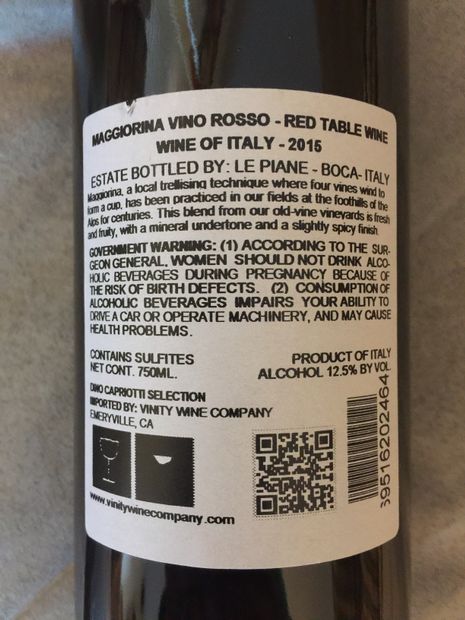 MAGGIORINA VINO ROSSO - RED TABLE WINE
WINE OF ITALY - 2015
ESTATE BOTTLED BY: LE PIANE - BOCA- ITALY
Maggiorina, a local trellising technique where four vines wind to
form a cup, has been practiced in our fields at the foothills of the
Alps for centuries. This blend from our old-vine vineyards is fresh
and fruity, with a mineral undertone and a slightly spicy finish
GOVERNMENT WARNING: (1) ACCORDING TO THE SUR-
GEON GENERAL, WOMEN SHOULD NOT DRINK ALCO-
HOLIC BEVERAGES DURING PREGNANCY BECAUSE OF
THE RISK OF BIRTH DEFECTS. (2) CONSUMPTION OF
ALCOHOLIC BEVERAGES IMPAIRS YOUR ABILITY TO
DRIVE A CAR OR OPERATE MACHINERY, AND MAY CAUSE
HEALTH PROBLEMS.
CONTAINS SULFITES
NET CONT. 750ML.
PRODUCT OF ITALY
ALCOHOL 12.5% BY VOL.
DINO CAPRIOTTI SELECTION
IMPORTED BY: VINITY WINE COMPANY
EMERYVILLE, CA
www.vinitywinecompany.com
89516202464